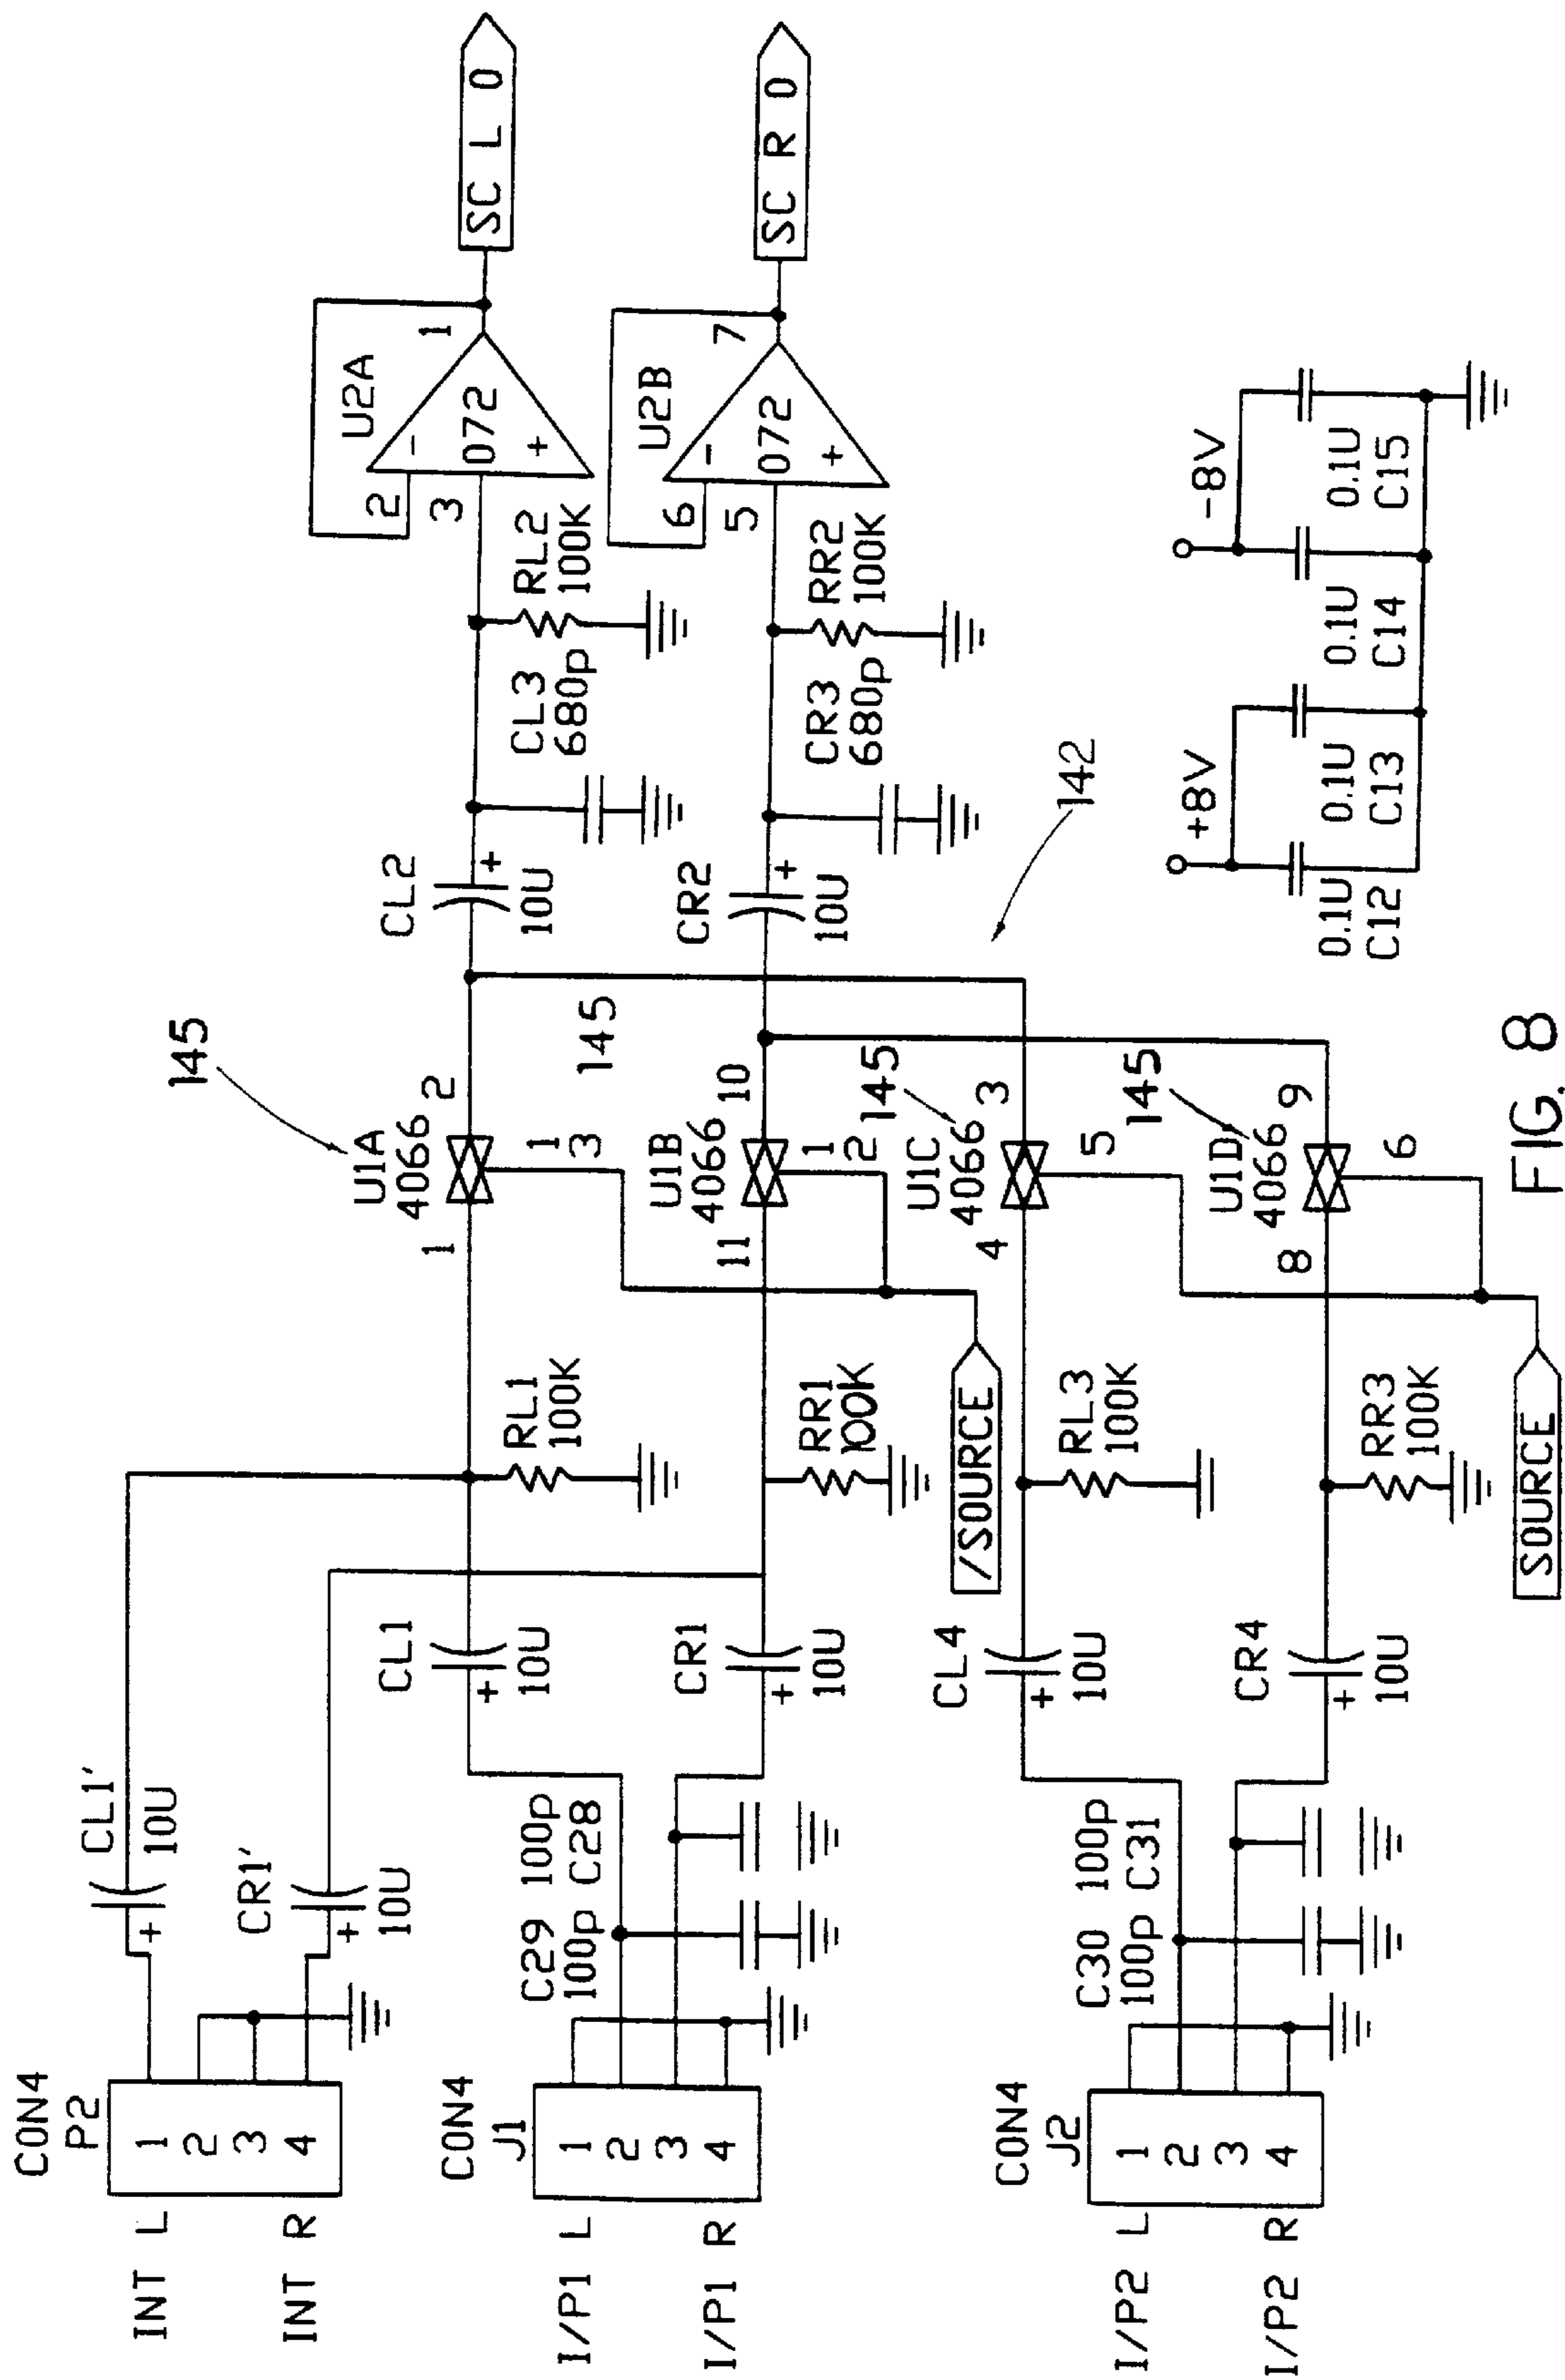 CON4
P2
1
2
3
4
INT L
INT R
CL1'
10U
+
CR1'
10U
+
CON4
J1
1
2
3
4
I/P1 L
I/P1 R
C29
100p
100p
C28
CL1
10U
+
CR1
10U
+
RL1
100K
RR1
100K
145
U1A
4066
1
2
1
3
145
U1B
4066
11
10
1
2
/SOURCE
CL2
10U
+
CR2
10U
+
CL3
680p
CR3
680p
RL2
100K
RR2
100K
U2A
072
-
+
2
3
1
SC L O
U2B
072
-
+
6
5
7
SC R O
CON4
J2
1
2
3
4
I/P2 L
I/P2 R
C30
100p
100p
C31
CL4
10U
+
CR4
10U
+
RL3
100K
RR3
100K
145
U1C
4066
4
3
5
145
U1D
4066
8
9
6
SOURCE
142
+8V
0.1U
C12
0.1U
C13
-8V
0.1U
C14
0.1U
C15
FIG. 8